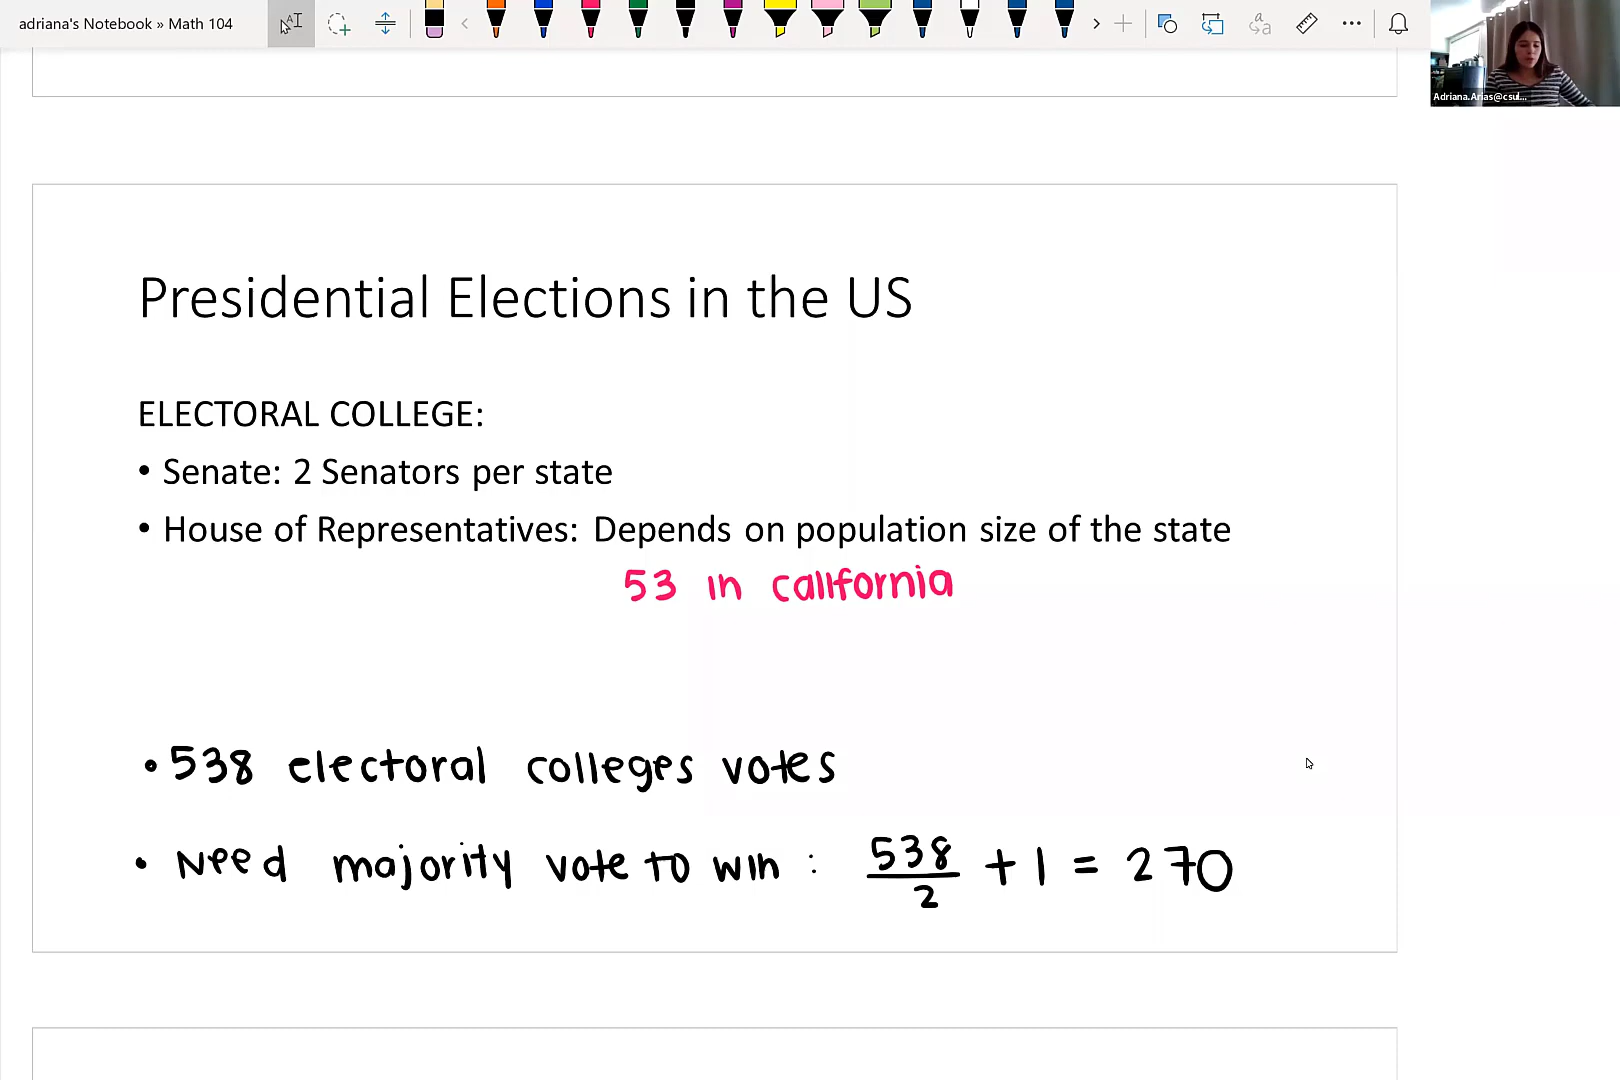 adriana's Notebook » Math 104
Adriana.Arias@csul...
Presidential Elections in the US
ELECTORAL COLLEGE:
• Senate: 2 Senators per state
• House of Representatives: Depends on population size of the state
53 in california
• 538 electoral colleges votes
• Need majority vote to win: 538/2 + 1 = 270